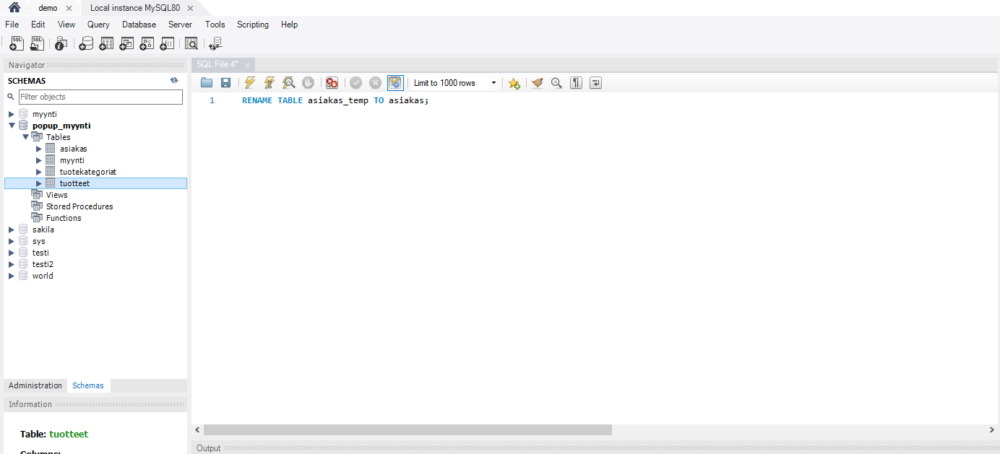 demo Local instance MySQL80
File Edit View Query Database Server Tools Scripting Help
Navigator
SCHEMAS
Filter objects
myynti
popup_myynti
Tables
asiakas
myynti
tuotekategoriat
tuotteet
Views
Stored Procedures
Functions
sakila
sys
testi
testi2
world
Administration Schemas
Information
Table: tuotteet
Columns:
SQL File 4*
Limit to 1000 rows
1 RENAME TABLE asiakas_temp TO asiakas;
Output